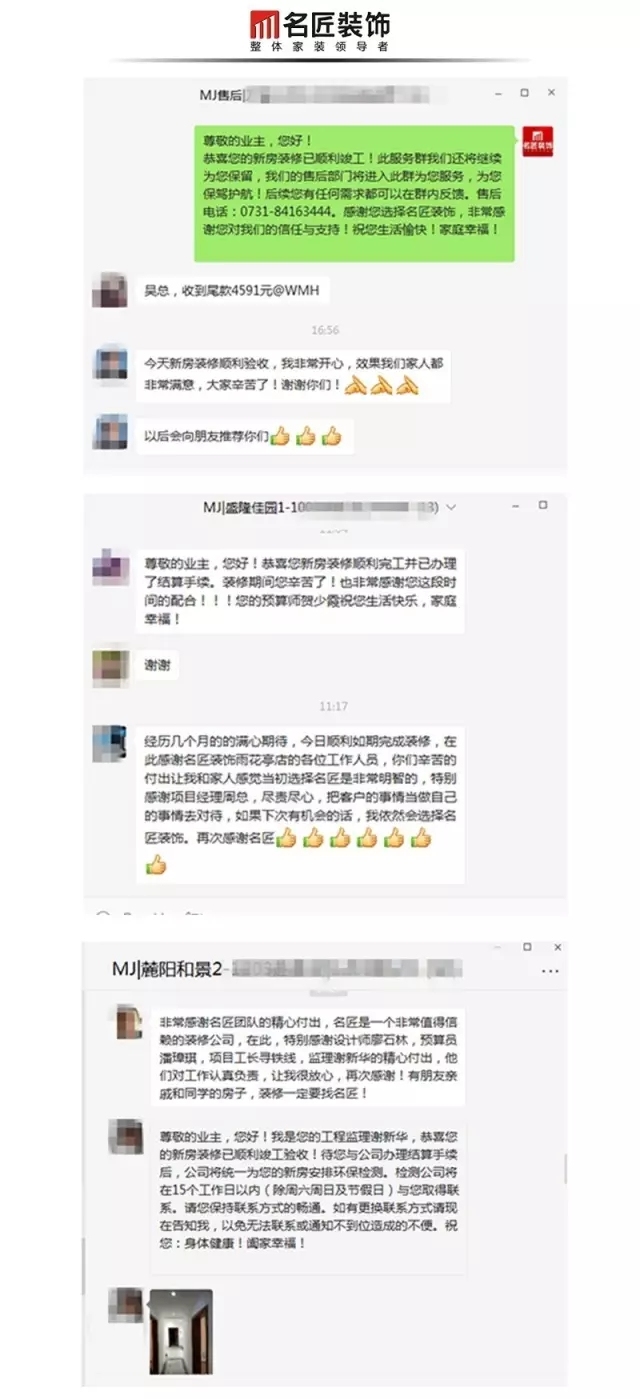 名匠装饰
整体家装领导者
MJ售后
名匠装饰
尊敬的业主，您好！
恭喜您的新房装修已顺利竣工！此服务群我们还将继续
为您保留，我们的售后部门将进入此群为您服务，为您
保驾护航！后续您有任何需求都可以在群内反馈。售后
电话：0731-84163444。感谢您选择名匠装饰，非常感
谢您对我们的信任与支持！祝您生活愉快！家庭幸福！
吴总，收到尾款4591元@WMH
16:56
今天新房装修顺利验收，我非常开心，效果我们家人都
非常满意，大家辛苦了！谢谢你们！
以后会向朋友推荐你们
MJ|盛隆佳园1-10
尊敬的业主，您好！恭喜您新房装修顺利完工并已办理
了结算手续。装修期间您辛苦了！也非常感谢您这段时
间的配合！！！您的预算师贺少霞祝您生活快乐，家庭
幸福！
谢谢
11:17
经历几个月的的满心期待，今日顺利如期完成装修，在
此感谢名匠装饰雨花亭店的各位工作人员，你们辛苦的
付出让我和家人感觉当初选择名匠是非常明智的，特别
感谢项目经理周总，尽责尽心，把客户的事情当做自己
的事情去对待，如果下次有机会的话，我依然会选择名
匠装饰。再次感谢名匠
MJ|麓阳和景2-
非常感谢名匠团队的精心付出，名匠是一个非常值得信
赖的装修公司，在此，特别感谢设计师廖石林，预算员
潘璋琪，项目工长寻铁线，监理谢新华的精心付出，他
们对工作认真负责，让我很放心，再次感谢！有朋友亲
戚和同学的房子，装修一定要找名匠！
尊敬的业主，您好！我是您的工程监理谢新华，恭喜您
的新房装修已顺利竣工验收！待您与公司办理结算手续
后，公司将统一为您的新房安排环保检测。检测公司将
在15个工作日以内（除周六周日及节假日）与您取得联
系。请您保持联系方式的畅通。如有更换联系方式请现
在告知我，以免无法联系或通知不到位造成的不便。祝
您：身体健康！阖家幸福！